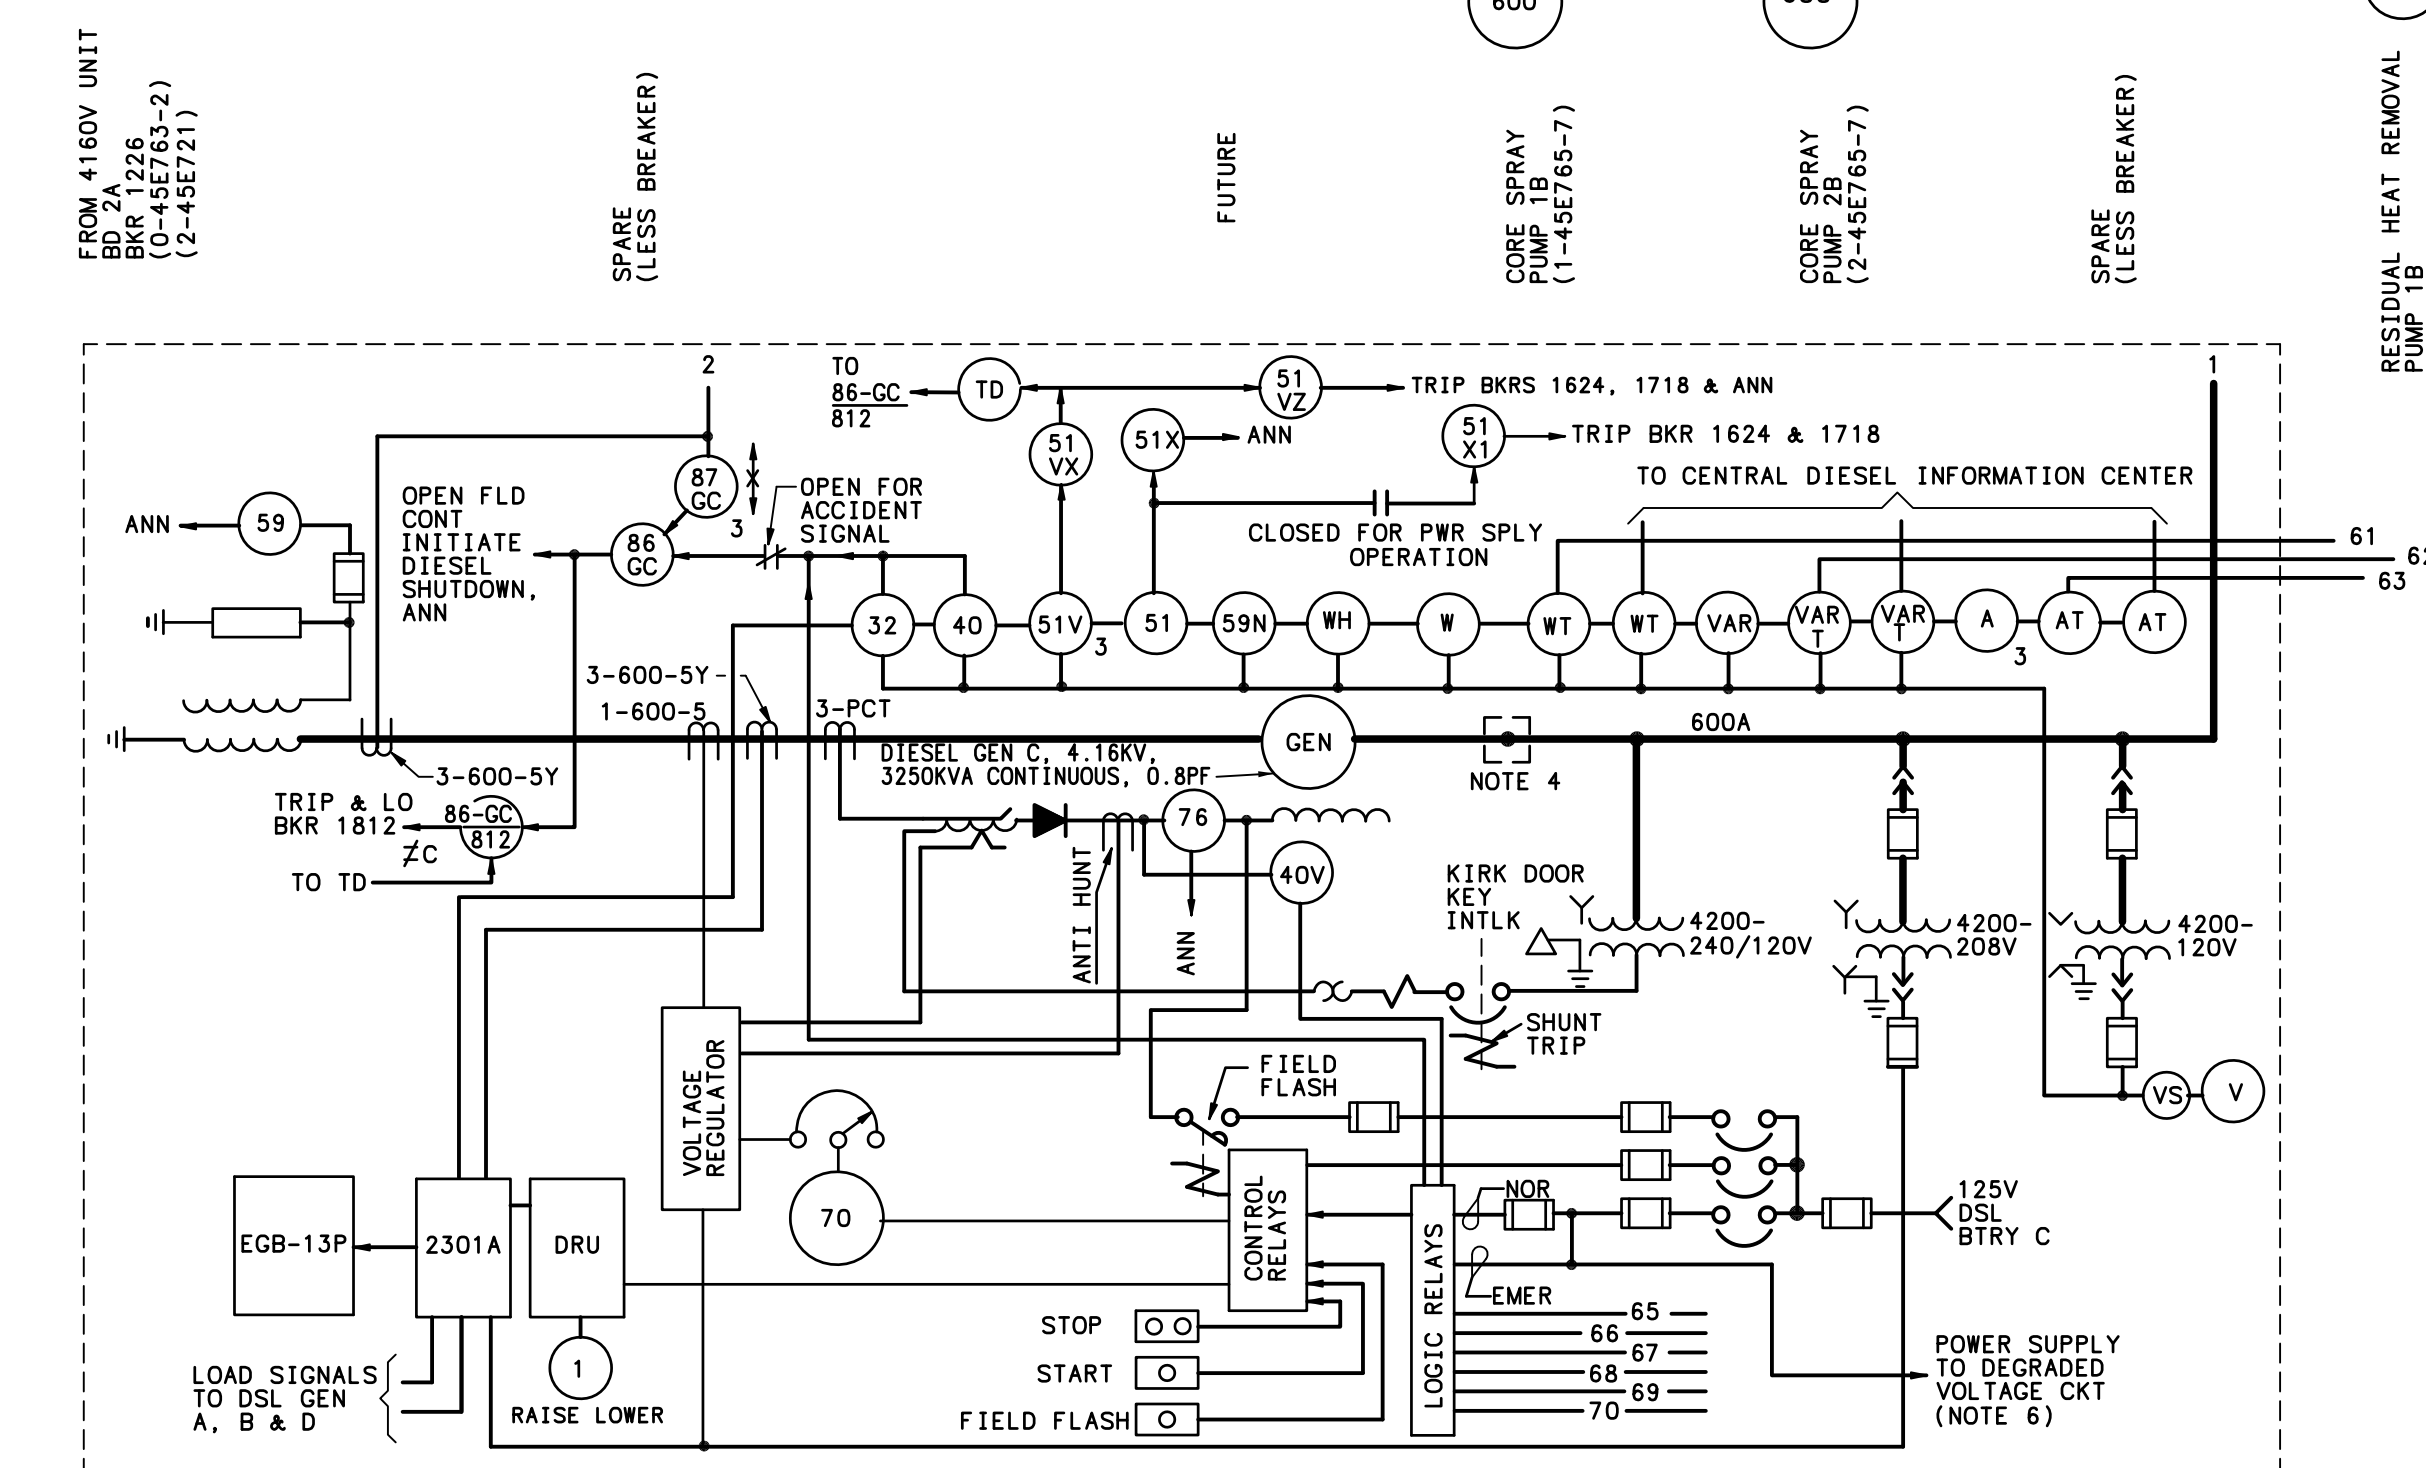 600
FROM 4160V UNIT
BD 2A
BKR 1226
(0-45E763-2)
(2-45E721)
SPARE
(LESS BREAKER)
FUTURE
CORE SPRAY
PUMP 1B
(1-45E765-7)
CORE SPRAY
PUMP 2B
(2-45E765-7)
SPARE
(LESS BREAKER)
RESIDUAL HEAT REMOVAL
PUMP 1B
2
1
TO
86-GC
812
TD
51
VZ
TRIP BKRS 1624, 1718 & ANN
51
VX
51X
ANN
51
X1
TRIP BKR 1624 & 1718
TO CENTRAL DIESEL INFORMATION CENTER
87
GC
3
OPEN FOR
ACCIDENT
SIGNAL
OPEN FLD
CONT
INITIATE
DIESEL
SHUTDOWN,
ANN
86
GC
ANN
59
CLOSED FOR PWR SPLY
OPERATION
61
62
63
32
40
51V
3
51
59N
WH
W
WT
WT
VAR
VAR
T
VAR
T
A
3
AT
AT
3-600-5Y
1-600-5
3-PCT
600A
GEN
DIESEL GEN C, 4.16KV,
3250KVA CONTINUOUS, 0.8PF
NOTE 4
3-600-5Y
TRIP & LO
BKR 1812
86-GC
812
≠C
TO TD
76
40V
ANTI HUNT
ANN
KIRK DOOR
KEY
INTLK
4200-
240/120V
4200-
208V
4200-
120V
SHUNT
TRIP
VOLTAGE
REGULATOR
FIELD
FLASH
VS
V
70
CONTROL
RELAYS
LOGIC RELAYS
NOR
EMER
125V
DSL
BTRY C
EGB-13P
2301A
DRU
1
RAISE LOWER
LOAD SIGNALS
TO DSL GEN
A, B & D
STOP
START
FIELD FLASH
65
66
67
68
69
70
POWER SUPPLY
TO DEGRADED
VOLTAGE CKT
(NOTE 6)